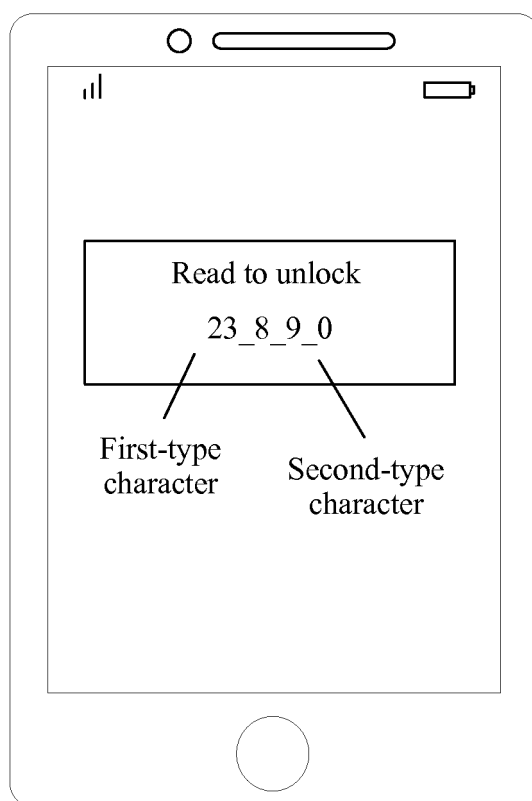 Read to unlock
23_8_9_0
First-type
character
Second-type
character